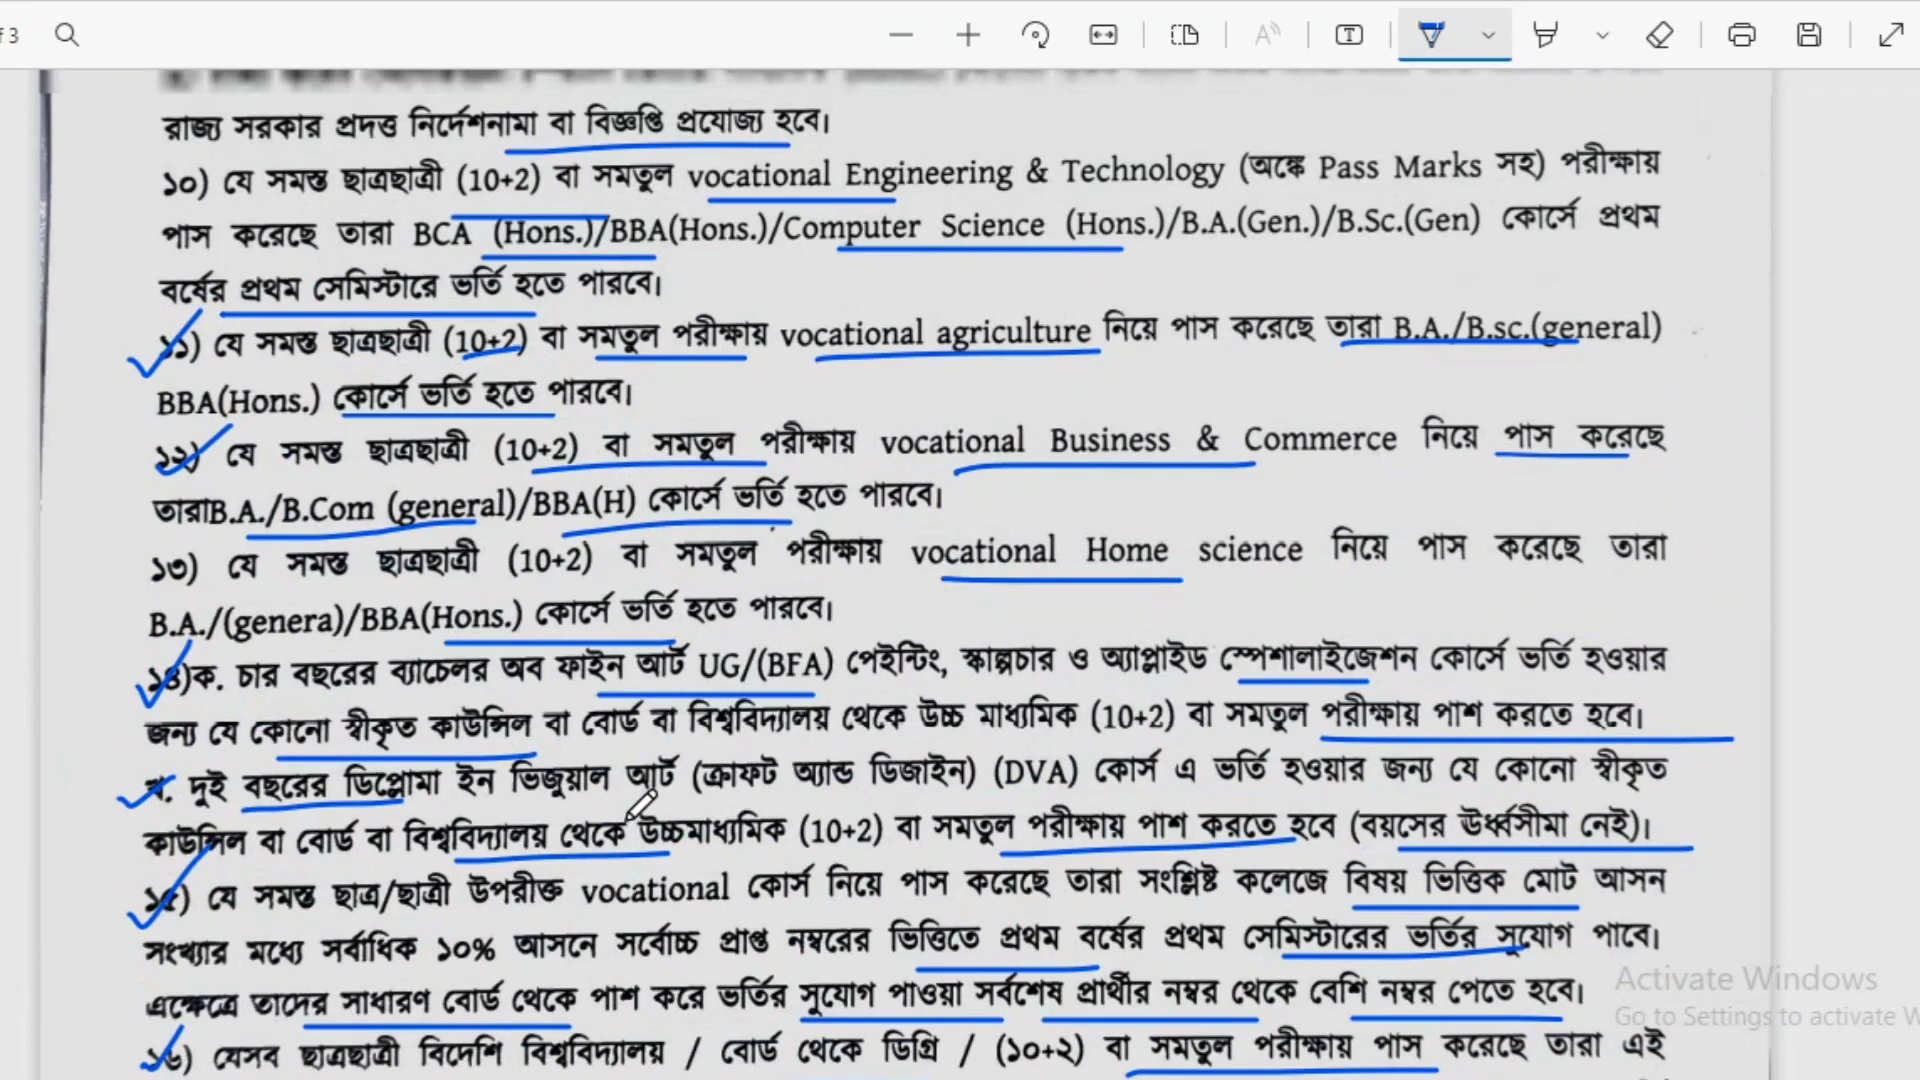 f 3
রাজ্য সরকার প্রদত্ত নির্দেশনামা বা বিজ্ঞপ্তি প্রযোজ্য হবে।
১০) যে সমস্ত ছাত্রছাত্রী (10+2) বা সমতুল vocational Engineering & Technology (অঙ্কে Pass Marks সহ) পরীক্ষায়
পাস করেছে তারা BCA (Hons.)/BBA(Hons.)/Computer Science (Hons.)/B.A.(Gen.)/B.Sc.(Gen) কোর্সে প্রথম
বর্ষের প্রথম সেমিস্টারে ভর্তি হতে পারবে।
১১) যে সমস্ত ছাত্রছাত্রী (10+2) বা সমতুল পরীক্ষায় vocational agriculture নিয়ে পাস করেছে তারা B.A./B.sc.(general)
BBA(Hons.) কোর্সে ভর্তি হতে পারবে।
১২) যে সমস্ত ছাত্রছাত্রী (10+2) বা সমতুল পরীক্ষায় vocational Business & Commerce নিয়ে পাস করেছে
তারাB.A./B.Com (general)/BBA(H) কোর্সে ভর্তি হতে পারবে।
১৩) যে সমস্ত ছাত্রছাত্রী (10+2) বা সমতুল পরীক্ষায় vocational Home science নিয়ে পাস করেছে তারা
B.A./(genera)/BBA(Hons.) কোর্সে ভর্তি হতে পারবে।
১৪)ক. চার বছরের ব্যাচেলর অব ফাইন আর্ট UG/(BFA) পেইন্টিং, স্কাল্পচার ও অ্যাপ্লাইড স্পেশালাইজেশন কোর্সে ভর্তি হওয়ার
জন্য যে কোনো স্বীকৃত কাউন্সিল বা বোর্ড বা বিশ্ববিদ্যালয় থেকে উচ্চ মাধ্যমিক (10+2) বা সমতুল পরীক্ষায় পাশ করতে হবে।
খ. দুই বছরের ডিপ্লোমা ইন ভিজুয়াল আর্ট (ক্রাফট অ্যান্ড ডিজাইন) (DVA) কোর্স এ ভর্তি হওয়ার জন্য যে কোনো স্বীকৃত
কাউন্সিল বা বোর্ড বা বিশ্ববিদ্যালয় থেকে উচ্চমাধ্যমিক (10+2) বা সমতুল পরীক্ষায় পাশ করতে হবে (বয়সের ঊর্ধ্বসীমা নেই)।
১৫) যে সমস্ত ছাত্র/ছাত্রী উপরীক্ত vocational কোর্স নিয়ে পাস করেছে তারা সংশ্লিষ্ট কলেজে বিষয় ভিত্তিক মোট আসন
সংখ্যার মধ্যে সর্বাধিক ১০% আসনে সর্বোচ্চ প্রাপ্ত নম্বরের ভিত্তিতে প্রথম বর্ষের প্রথম সেমিস্টারের ভর্তির সুযোগ পাবে।
এক্ষেত্রে তাদের সাধারণ বোর্ড থেকে পাশ করে ভর্তির সুযোগ পাওয়া সর্বশেষ প্রার্থীর নম্বর থেকে বেশি নম্বর পেতে হবে।
১৬) যেসব ছাত্রছাত্রী বিদেশি বিশ্ববিদ্যালয় / বোর্ড থেকে ডিগ্রি / (১০+২) বা সমতুল পরীক্ষায় পাস করেছে তারা এই
Activate Windows
Go to Settings to activate W